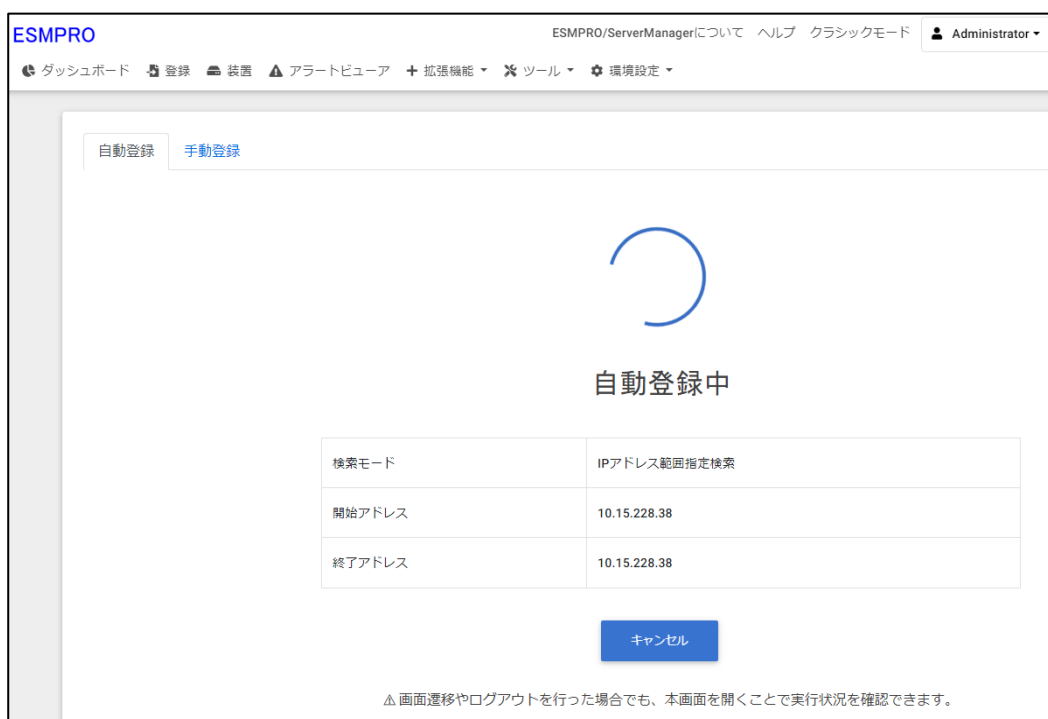 ESMPRO
ESMPRO/ServerManagerについて ヘルプ クラシックモード Administrator
ダッシュボード 登録 装置 アラートビューア 拡張機能 ツール 環境設定
自動登録 手動登録
自動登録中
検索モード IPアドレス範囲指定検索
開始アドレス 10.15.228.38
終了アドレス 10.15.228.38
キャンセル
画面遷移やログアウトを行った場合でも、本画面を開くことで実行状況を確認できます。